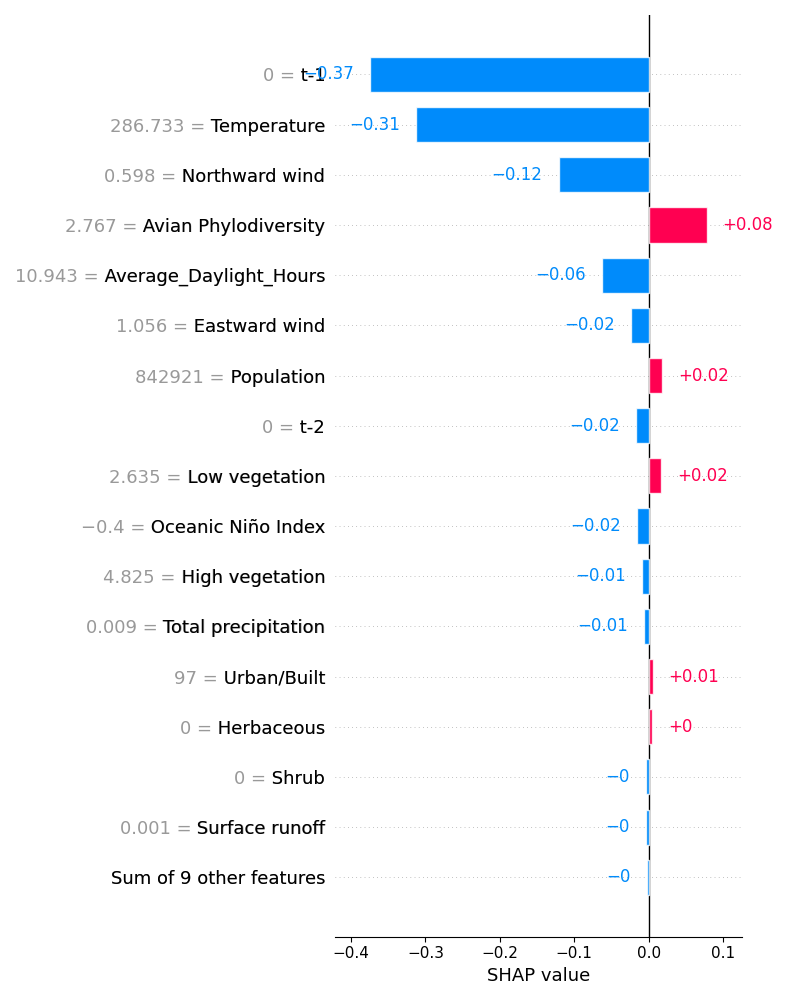 0 = t-1 −0.37
286.733 = Temperature −0.31
0.598 = Northward wind −0.12
2.767 = Avian Phylodiversity +0.08
10.943 = Average_Daylight_Hours −0.06
1.056 = Eastward wind −0.02
842921 = Population +0.02
0 = t-2 −0.02
2.635 = Low vegetation +0.02
−0.4 = Oceanic Niño Index −0.02
4.825 = High vegetation −0.01
0.009 = Total precipitation −0.01
97 = Urban/Built +0.01
0 = Herbaceous +0
0 = Shrub −0
0.001 = Surface runoff −0
Sum of 9 other features −0
−0.4 −0.3 −0.2 −0.1 0.0 0.1
SHAP value